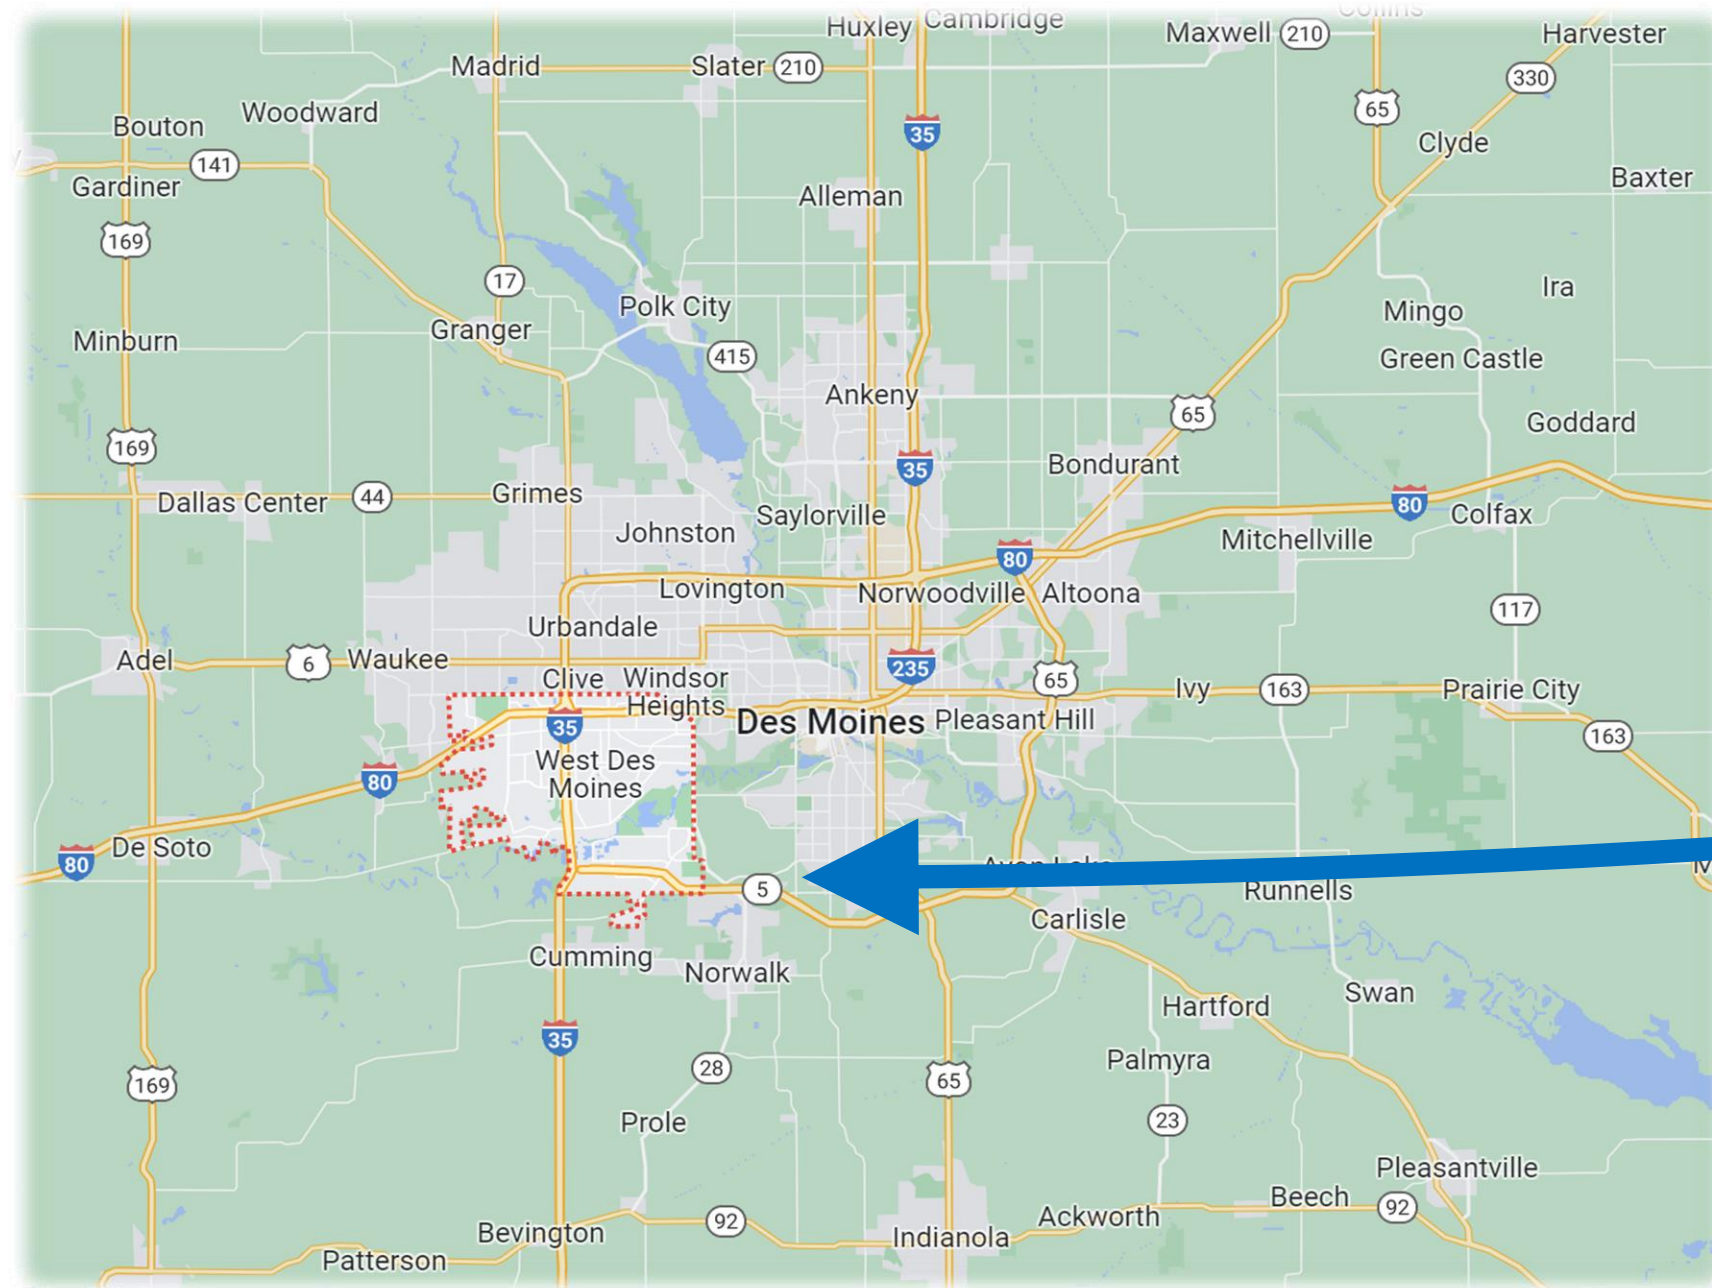 Huxley
Cambridge
Collins
Maxwell
210
Harvester
Madrid
Slater
210
330
65
Woodward
Bouton
35
Clyde
141
Gardiner
Alleman
Baxter
169
17
Polk City
Ira
Mingo
Granger
Minburn
415
Green Castle
Ankeny
65
Goddard
169
35
Bondurant
Dallas Center
44
Grimes
Saylorville
80
Colfax
Johnston
Mitchellville
80
Lovington
Norwoodville
Altoona
117
Urbandale
Adel
6
Waukee
235
Clive
Windsor
Heights
65
Ivy
163
Prairie City
35
Des Moines
Pleasant Hill
163
West Des
Moines
80
De Soto
80
5
Avon Lake
Runnells
Carlisle
Cumming
Norwalk
Swan
Hartford
35
28
Palmyra
169
65
23
Prole
Pleasantville
Beech
92
Ackworth
92
Bevington
Indianola
Patterson